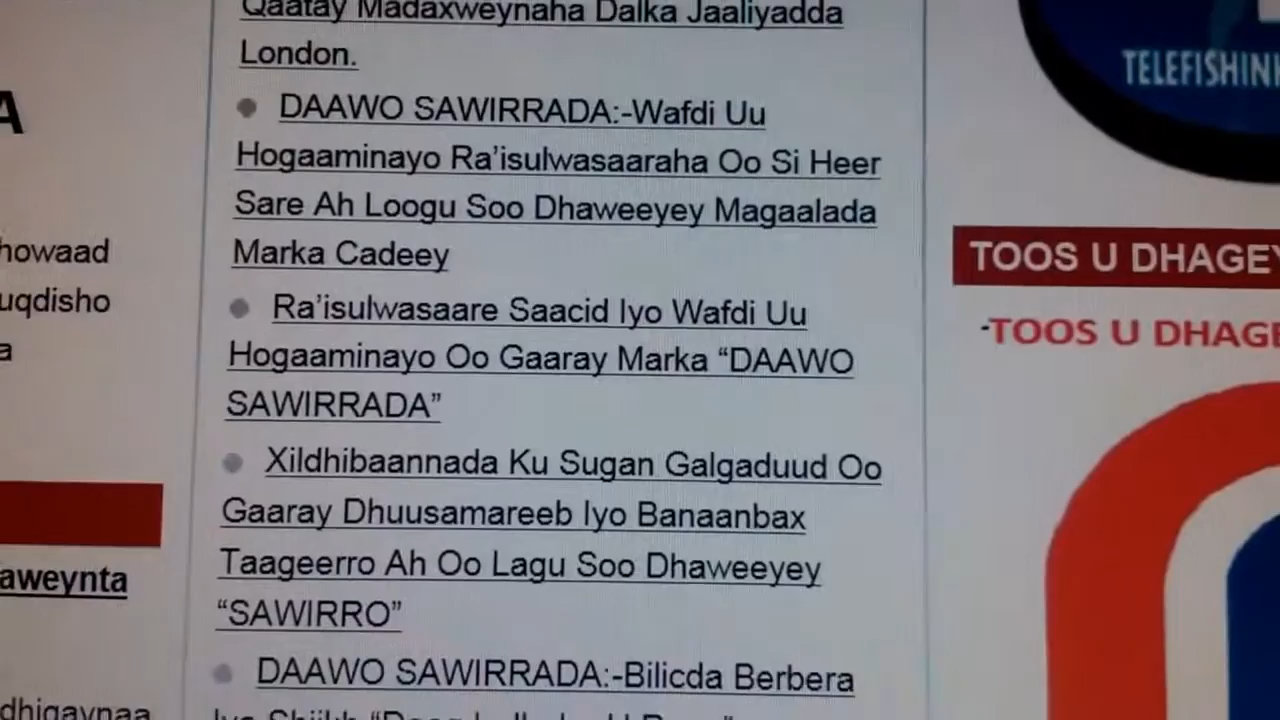 Qaatay Madaxweynaha Dalka Jaaliyadda
London.
DAAWO SAWIRRADA:-Wafdi Uu
Hogaaminayo Ra'isulwasaaraha Oo Si Heer
Sare Ah Loogu Soo Dhaweeyey Magaalada
Marka Cadeey
Ra'isulwasaare Saacid Iyo Wafdi Uu
Hogaaminayo Oo Gaaray Marka “DAAWO
SAWIRRADA”
Xildhibaannada Ku Sugan Galgaduud Oo
Gaaray Dhuusamareeb Iyo Banaanbax
Taageerro Ah Oo Lagu Soo Dhaweeyey
“SAWIRRO”
DAAWO SAWIRRADA:-Bilicda Berbera
A
howaad
uqdisho
a
aweynta
dhigaynaa
TELEFISHIN
TOOS U DHAGEY
-TOOS U DHAGE